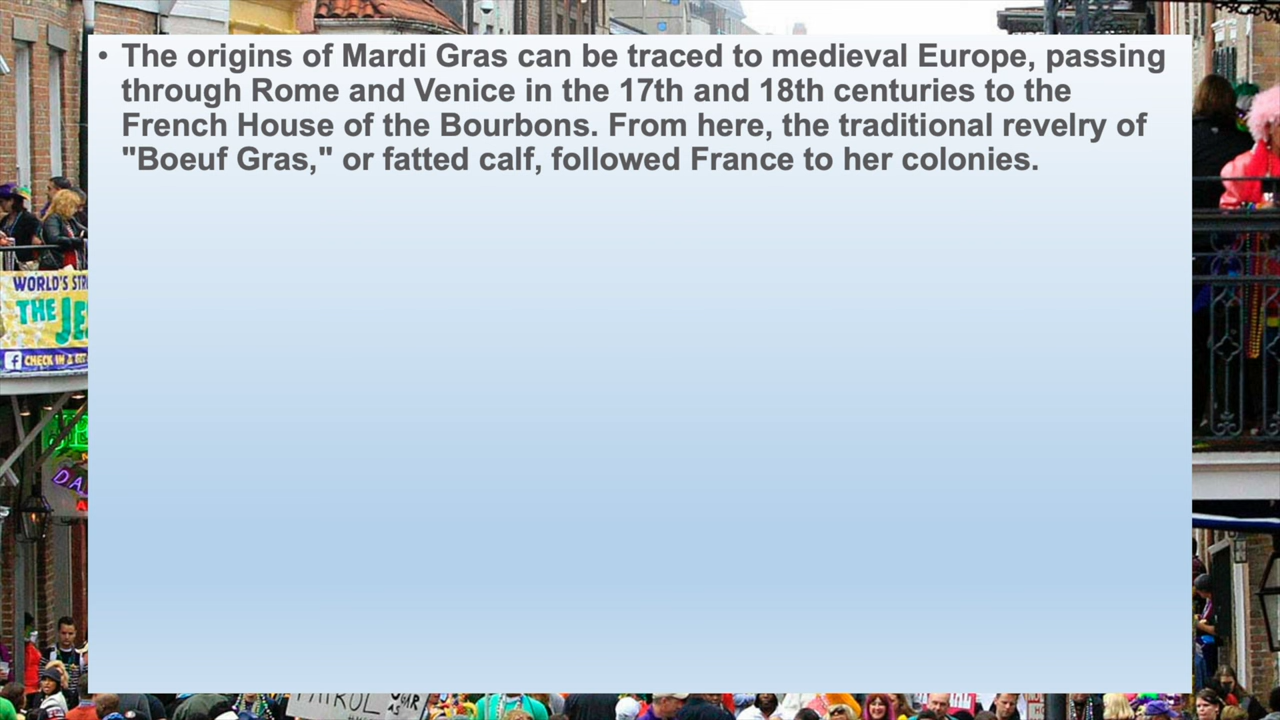 • The origins of Mardi Gras can be traced to medieval Europe, passing
through Rome and Venice in the 17th and 18th centuries to the
French House of the Bourbons. From here, the traditional revelry of
"Boeuf Gras," or fatted calf, followed France to her colonies.
WORLD'S
THE
CHECK IN &
PATROL